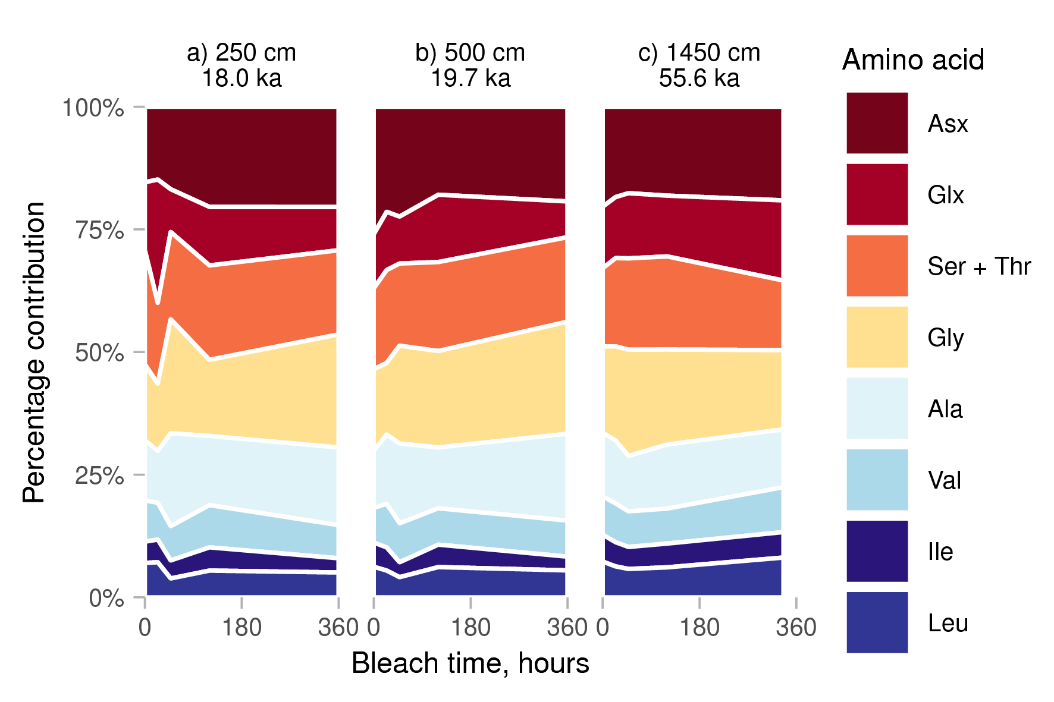 a) 250 cm
18.0 ka
b) 500 cm
19.7 ka
c) 1450 cm
55.6 ka
Amino acid
Asx
Glx
Ser + Thr
Gly
Ala
Val
Ile
Leu
Percentage contribution
100%
75%
50%
25%
0%
0 180 360 0 180 360 0 180 360
Bleach time, hours